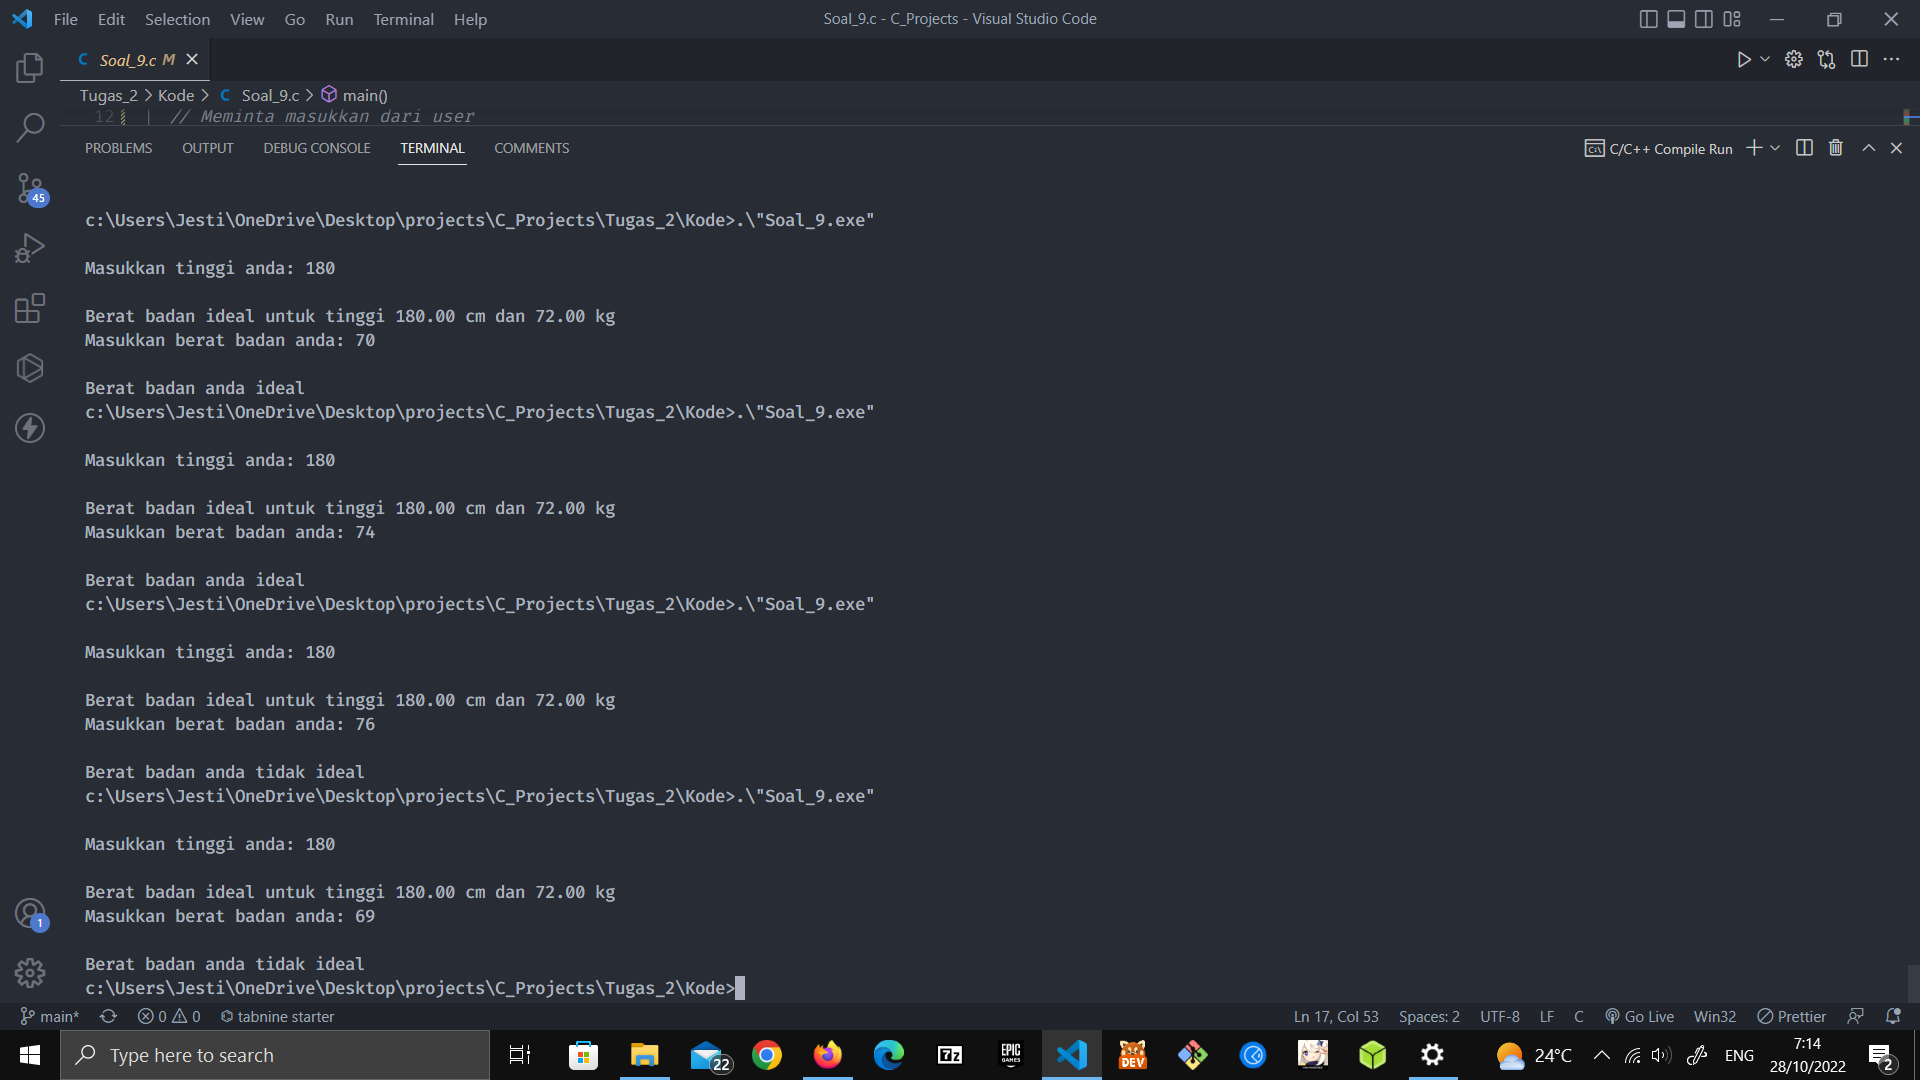 File Edit Selection View Go Run Terminal Help
Soal_9.c - C_Projects - Visual Studio Code
C Soal_9.c M
Tugas_2 > Kode > C Soal_9.c > main()
12 // Meminta masukkan dari user
PROBLEMS OUTPUT DEBUG CONSOLE TERMINAL COMMENTS
C/C++ Compile Run
c:\Users\Jesti\OneDrive\Desktop\projects\C_Projects\Tugas_2\Kode>.\"Soal_9.exe"
Masukkan tinggi anda: 180
Berat badan ideal untuk tinggi 180.00 cm dan 72.00 kg
Masukkan berat badan anda: 70
Berat badan anda ideal
c:\Users\Jesti\OneDrive\Desktop\projects\C_Projects\Tugas_2\Kode>.\"Soal_9.exe"
Masukkan tinggi anda: 180
Berat badan ideal untuk tinggi 180.00 cm dan 72.00 kg
Masukkan berat badan anda: 74
Berat badan anda ideal
c:\Users\Jesti\OneDrive\Desktop\projects\C_Projects\Tugas_2\Kode>.\"Soal_9.exe"
Masukkan tinggi anda: 180
Berat badan ideal untuk tinggi 180.00 cm dan 72.00 kg
Masukkan berat badan anda: 76
Berat badan anda tidak ideal
c:\Users\Jesti\OneDrive\Desktop\projects\C_Projects\Tugas_2\Kode>.\"Soal_9.exe"
Masukkan tinggi anda: 180
Berat badan ideal untuk tinggi 180.00 cm dan 72.00 kg
Masukkan berat badan anda: 69
Berat badan anda tidak ideal
c:\Users\Jesti\OneDrive\Desktop\projects\C_Projects\Tugas_2\Kode>
45
1
main* 0 0 tabnine starter
Ln 17, Col 53 Spaces: 2 UTF-8 LF C Go Live Win32 Prettier
Type here to search
22
7z
EPIC GAMES
DEV
24°C
ENG
7:14
28/10/2022
2